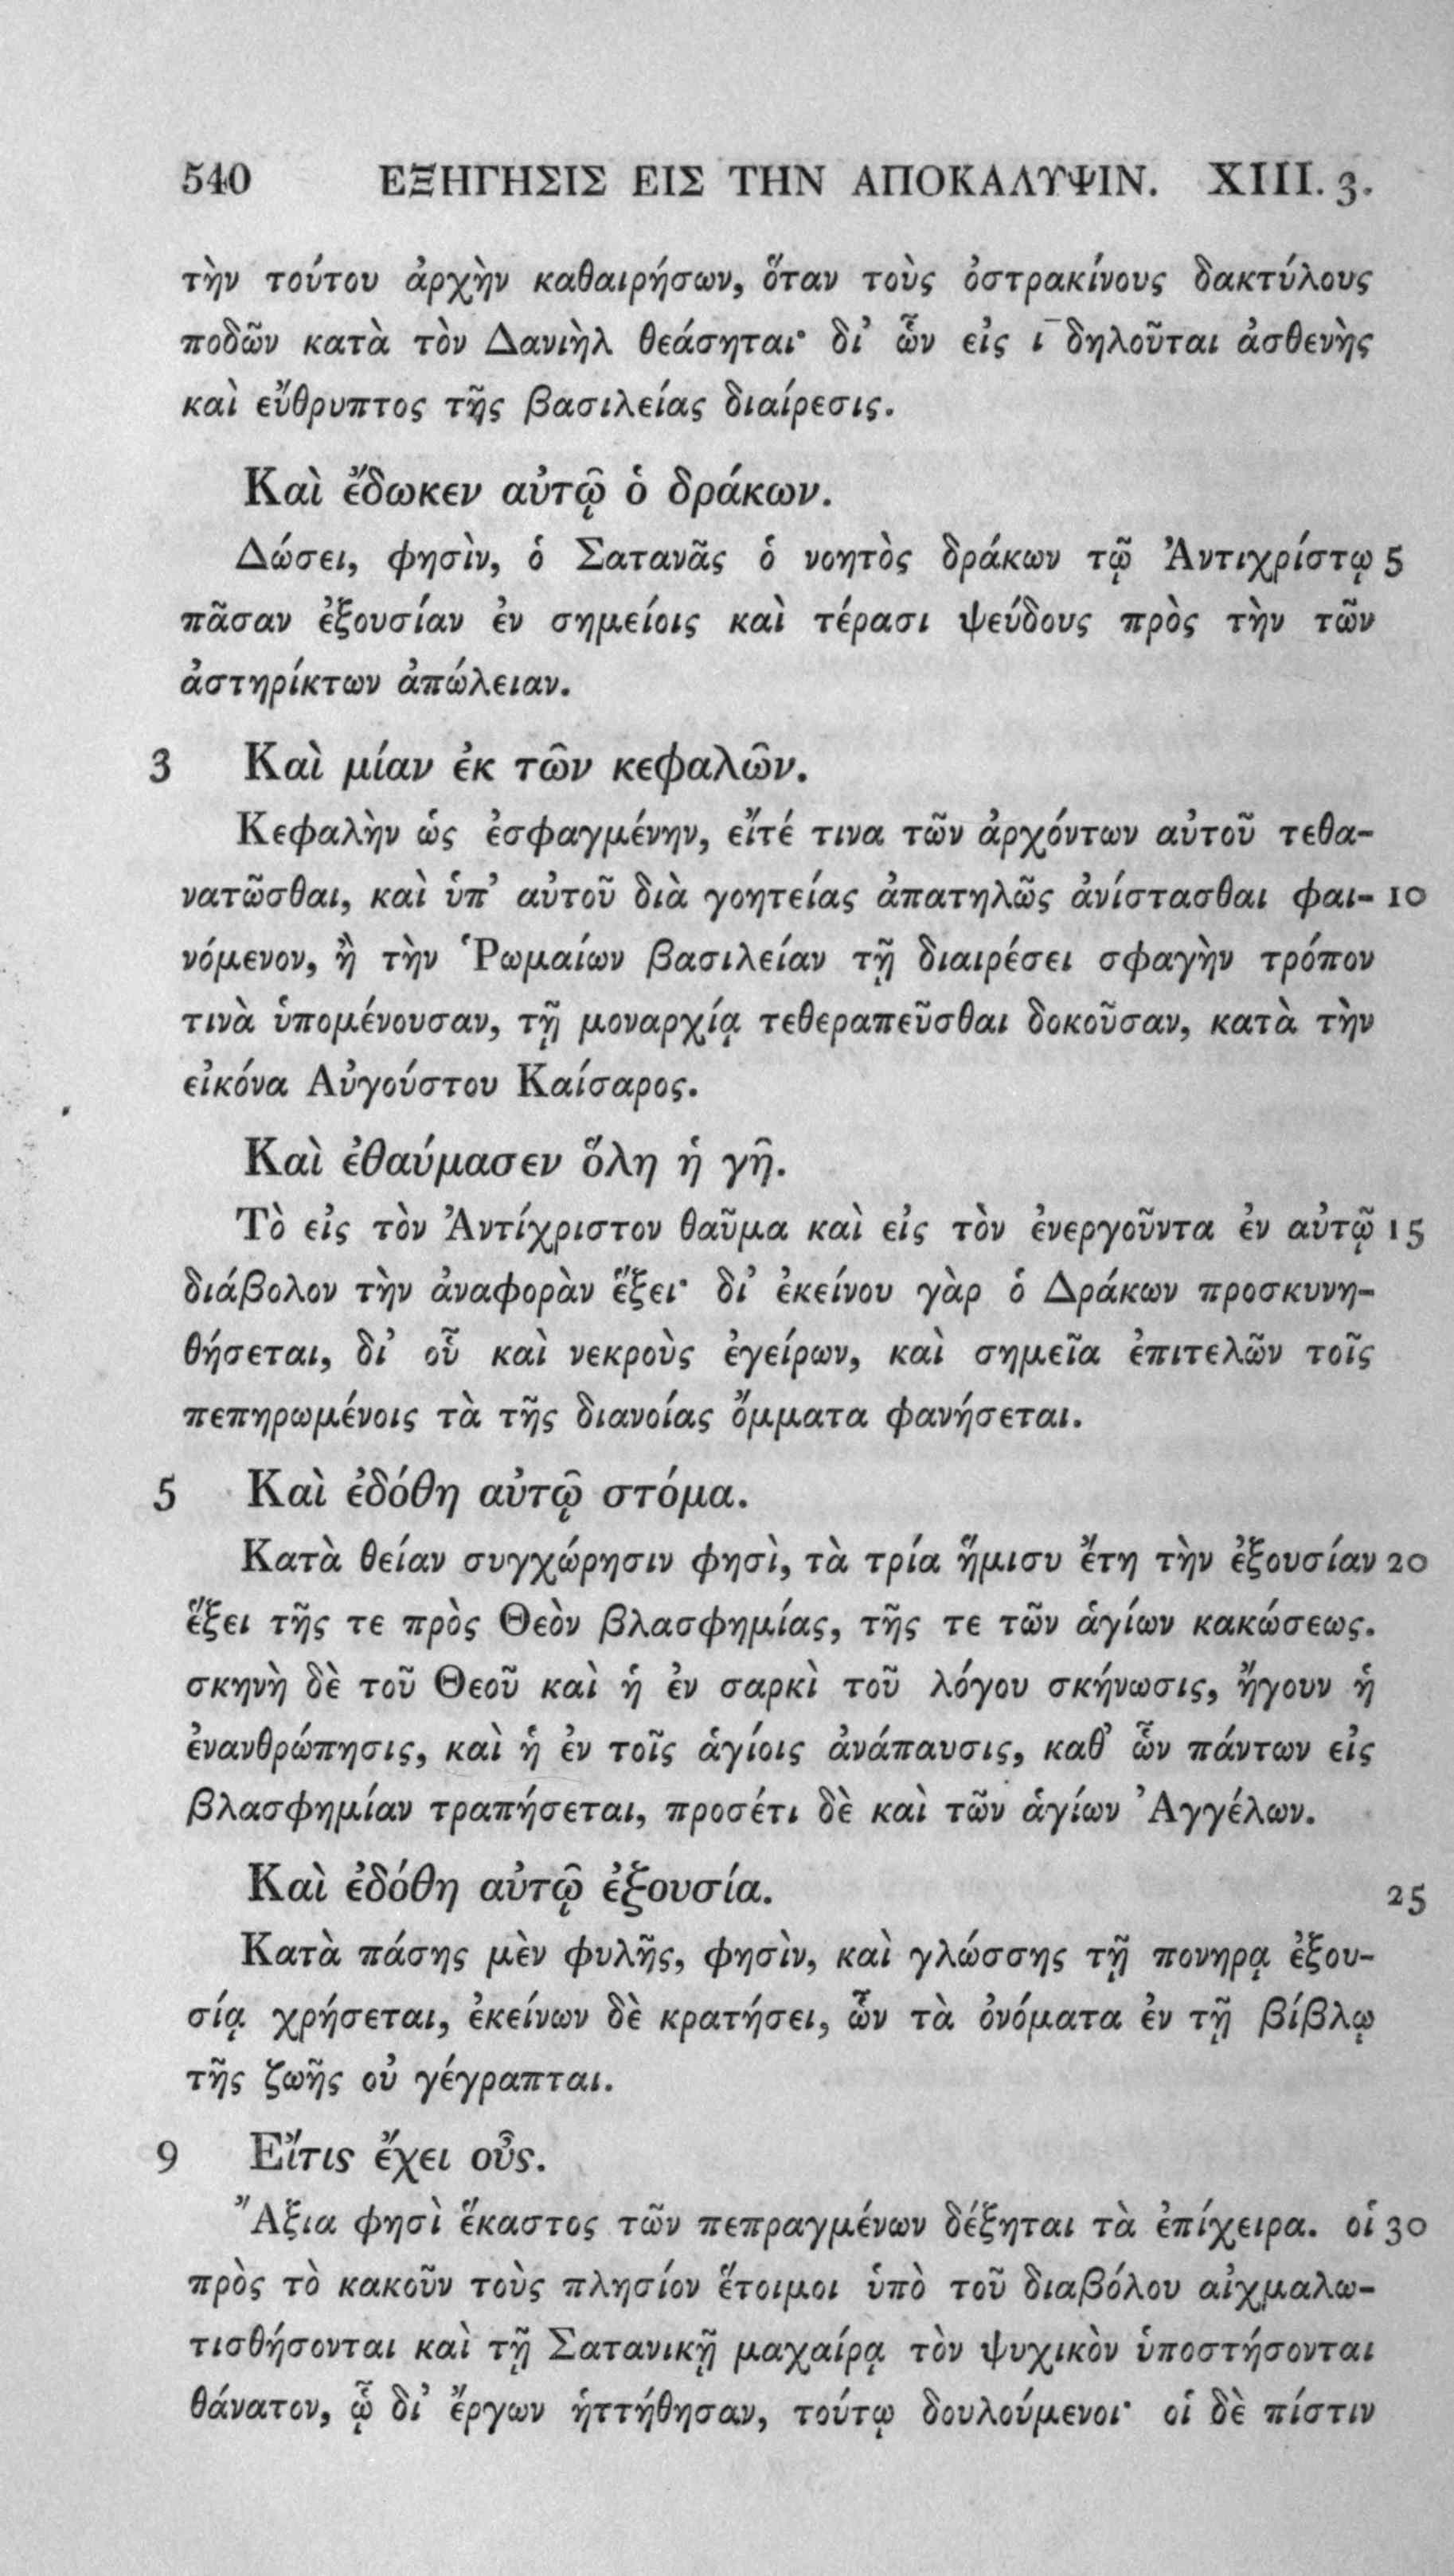 540 ΕΞΗΓΗΣΙΣ ΕΙΣ ΤΗΝ ΑΠΟΚΑΛΥΨΙΝ. XIII. 3.
τὴν τούτου ἀρχὴν καθαιρήσων, ὅταν τοὺς ὀστρακίνους δακτύλους
ποδῶν κατὰ τὸν Δανιὴλ θεάσηται· δι’ ὧν εἰς ι¯ δηλοῦται ἀσθενὴς
καὶ εὔθρυπτος τῆς βασιλείας διαίρεσις.
Καὶ ἔδωκεν αὐτῷ ὁ δράκων.
Δώσει, φησὶν, ὁ Σατανᾶς ὁ νοητὸς δράκων τῷ Ἀντιχρίστῳ 5
πᾶσαν ἐξουσίαν ἐν σημείοις καὶ τέρασι ψεύδους πρὸς τὴν τῶν
ἀστηρίκτων ἀπώλειαν.
3 Καὶ μίαν ἐκ τῶν κεφαλῶν.
Κεφαλὴν ὡς ἐσφαγμένην, εἴτέ τινα τῶν ἀρχόντων αὐτοῦ τεθα-
νατῶσθαι, καὶ ὑπ’ αὐτοῦ διὰ γοητείας ἀπατηλῶς ἀνίστασθαι φαι- 10
νόμενον, ἢ τὴν Ῥωμαίων βασιλείαν τῇ διαιρέσει σφαγὴν τρόπον
τινὰ ὑπομένουσαν, τῇ μοναρχίᾳ τεθεραπεῦσθαι δοκοῦσαν, κατὰ τὴν
εἰκόνα Αὐγούστου Καίσαρος.
Καὶ ἐθαύμασεν ὅλη ἡ γῆ.
Τὸ εἰς τὸν Ἀντίχριστον θαῦμα καὶ εἰς τὸν ἐνεργοῦντα ἐν αὐτῷ 15
διάβολον τὴν ἀναφορὰν ἕξει· δι’ ἐκείνου γὰρ ὁ Δράκων προσκυνη-
θήσεται, δι’ οὗ καὶ νεκροὺς ἐγείρων, καὶ σημεῖα ἐπιτελῶν τοῖς
πεπηρωμένοις τὰ τῆς διανοίας ὄμματα φανήσεται.
5 Καὶ ἐδόθη αὐτῷ στόμα.
Κατὰ θείαν συγχώρησιν φησὶ, τὰ τρία ἥμισυ ἔτη τὴν ἐξουσίαν 20
ἕξει τῆς τε πρὸς Θεὸν βλασφημίας, τῆς τε τῶν ἁγίων κακώσεως.
σκηνὴ δὲ τοῦ Θεοῦ καὶ ἡ ἐν σαρκὶ τοῦ λόγου σκήνωσις, ἤγουν ἡ
ἐνανθρώπησις, καὶ ἡ ἐν τοῖς ἁγίοις ἀνάπαυσις, καθ’ ὧν πάντων εἰς
βλασφημίαν τραπήσεται, προσέτι δὲ καὶ τῶν ἁγίων Ἀγγέλων.
Καὶ ἐδόθη αὐτῷ ἐξουσία. 25
Κατὰ πάσης μὲν φυλῆς, φησὶν, καὶ γλώσσης τῇ πονηρᾳ ἐξου-
σίᾳ χρήσεται, ἐκείνων δὲ κρατήσει, ὧν τὰ ὀνόματα ἐν τῇ βίβλῳ
τῆς ζωῆς οὐ γέγραπται.
9 Εἴτις ἔχει οὖς.
Ἄξια φησὶ ἕκαστος τῶν πεπραγμένων δέξηται τὰ ἐπίχειρα. οἱ 30
πρὸς τὸ κακοῦν τοὺς πλησίον ἕτοιμοι ὑπὸ τοῦ διαβόλου αἰχμαλω-
τισθήσονται καὶ τῇ Σατανικῇ μαχαίρᾳ τὸν ψυχικὸν ὑποστήσονται
θάνατον, ᾧ δι’ ἔργων ἡττήθησαν, τούτῳ δουλούμενοι· οἱ δὲ πίστιν